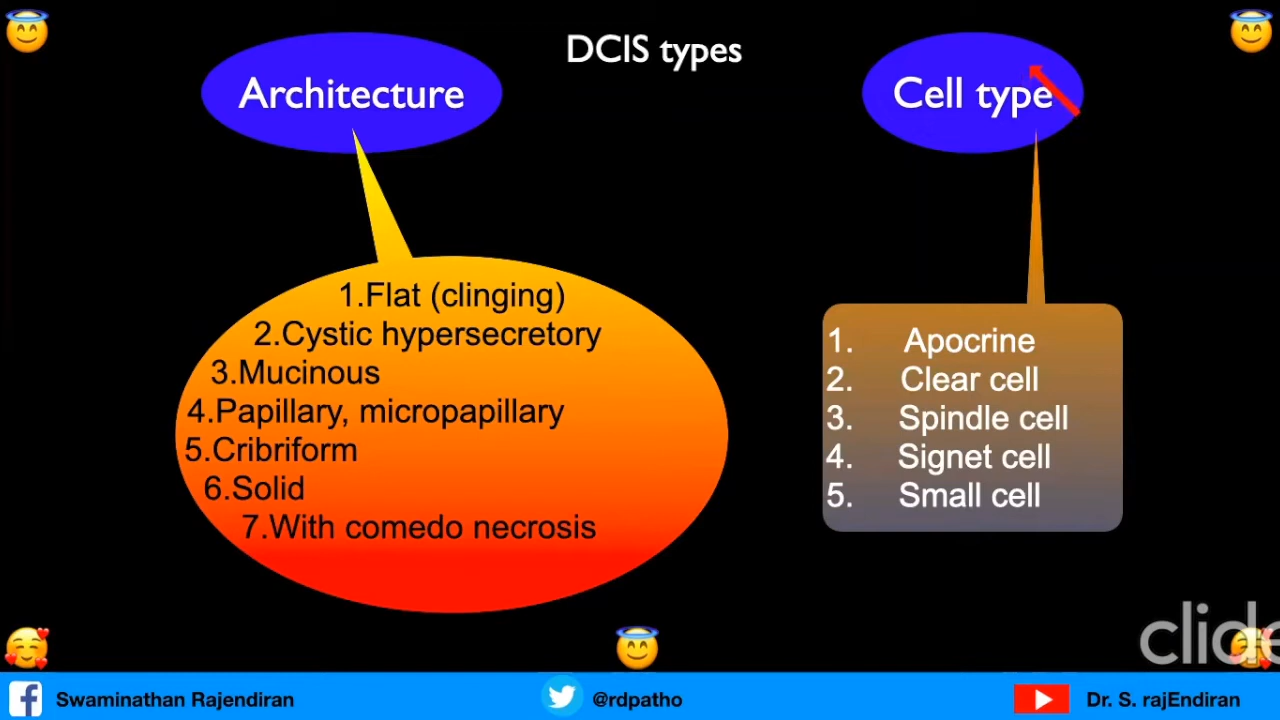 DCIS types
Architecture
Cell type
1.Flat (clinging)
2.Cystic hypersecretory
3.Mucinous
4.Papillary, micropapillary
5.Cribriform
6.Solid
7.With comedo necrosis
1. Apocrine
2. Clear cell
3. Spindle cell
4. Signet cell
5. Small cell
Swaminathan Rajendiran
@rdpatho
Dr. S. rajEndiran